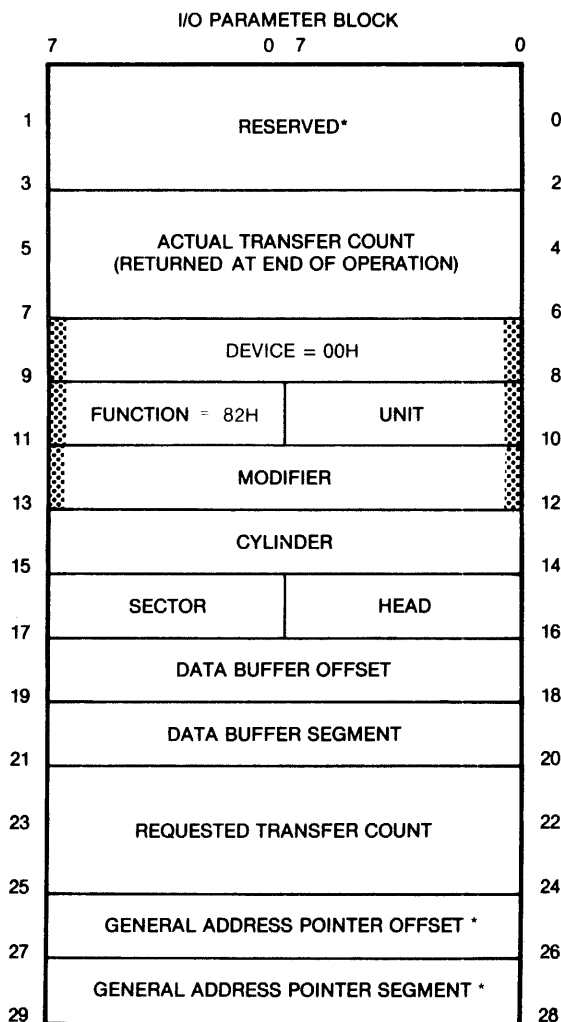 I/O PARAMETER BLOCK
7 0 7 0
1 RESERVED* 0
3 2
5 ACTUAL TRANSFER COUNT 4
(RETURNED AT END OF OPERATION)
7 6
DEVICE = 00H
9 8
FUNCTION = 82H UNIT
11 10
MODIFIER
13 12
CYLINDER
15 14
SECTOR HEAD
17 16
DATA BUFFER OFFSET
19 18
DATA BUFFER SEGMENT
21 20
23 REQUESTED TRANSFER COUNT 22
25 24
GENERAL ADDRESS POINTER OFFSET *
27 26
GENERAL ADDRESS POINTER SEGMENT *
29 28